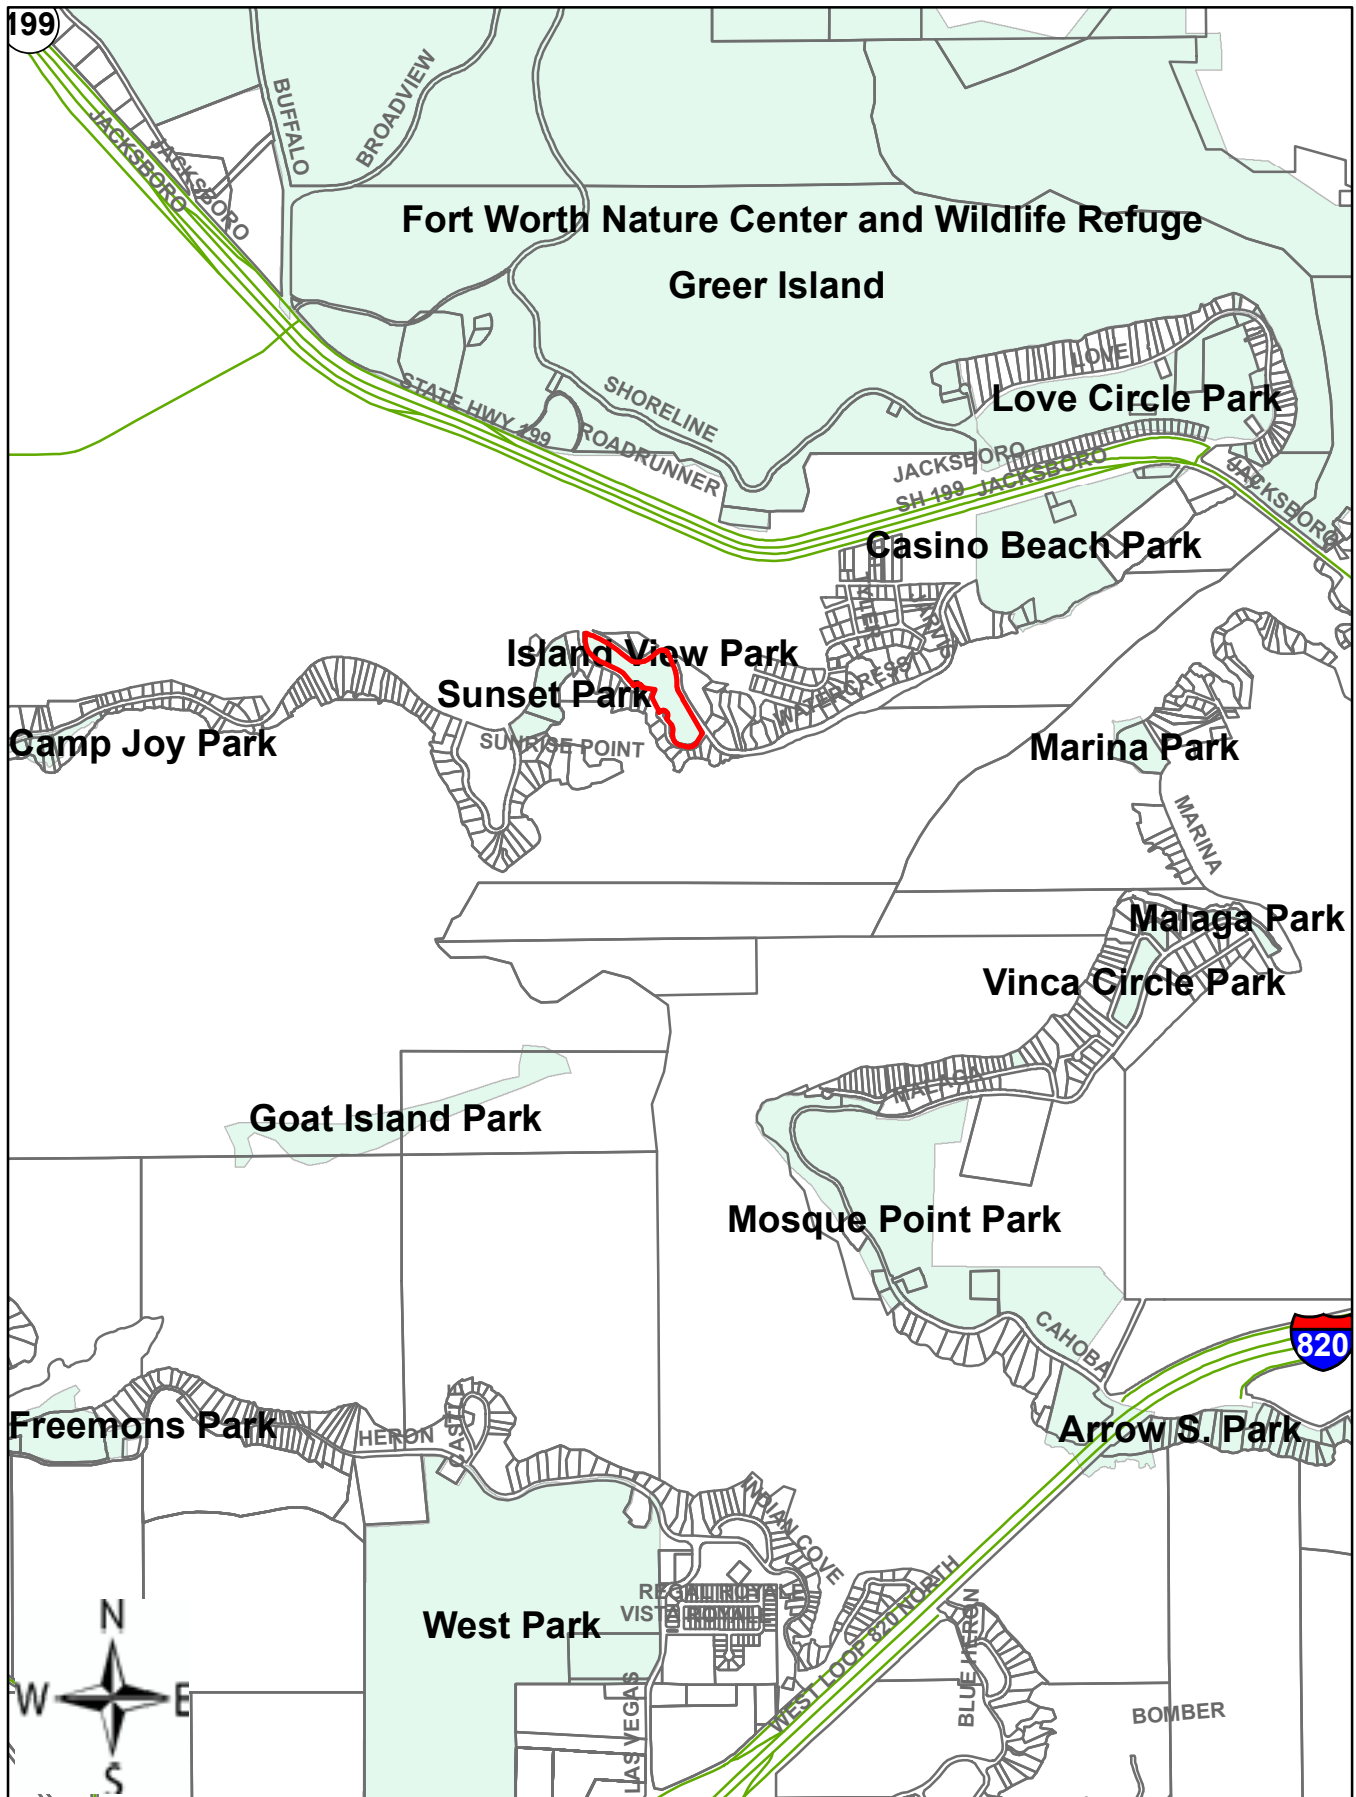 199
BUFFALO
BROADVIEW
JACKSBORO
JACKSBORO
Fort Worth Nature Center and Wildlife Refuge
Greer Island
LOVE
Love Circle Park
STATE HWY 199
SHORELINE
ROADRUNNER
JACKSBORO
SH 199 JACKSBORO
JACKSBORO
Casino Beach Park
WATERCRESS
Island View Park
Sunset Park
SUNRISE POINT
Camp Joy Park
Marina Park
MARINA
Malaga Park
Vinca Circle Park
MALAGA
Goat Island Park
Mosque Point Park
CAHOBA
820
Freemons Park
HERON
CASTLE
Arrow S. Park
INDIAN COVE
REGAL ROYALE
VISTA ROYALE
West Park
WEST LOOP 820 NORTH
BLUE HERON
LAS VEGAS
BOMBER
N
W
E
S